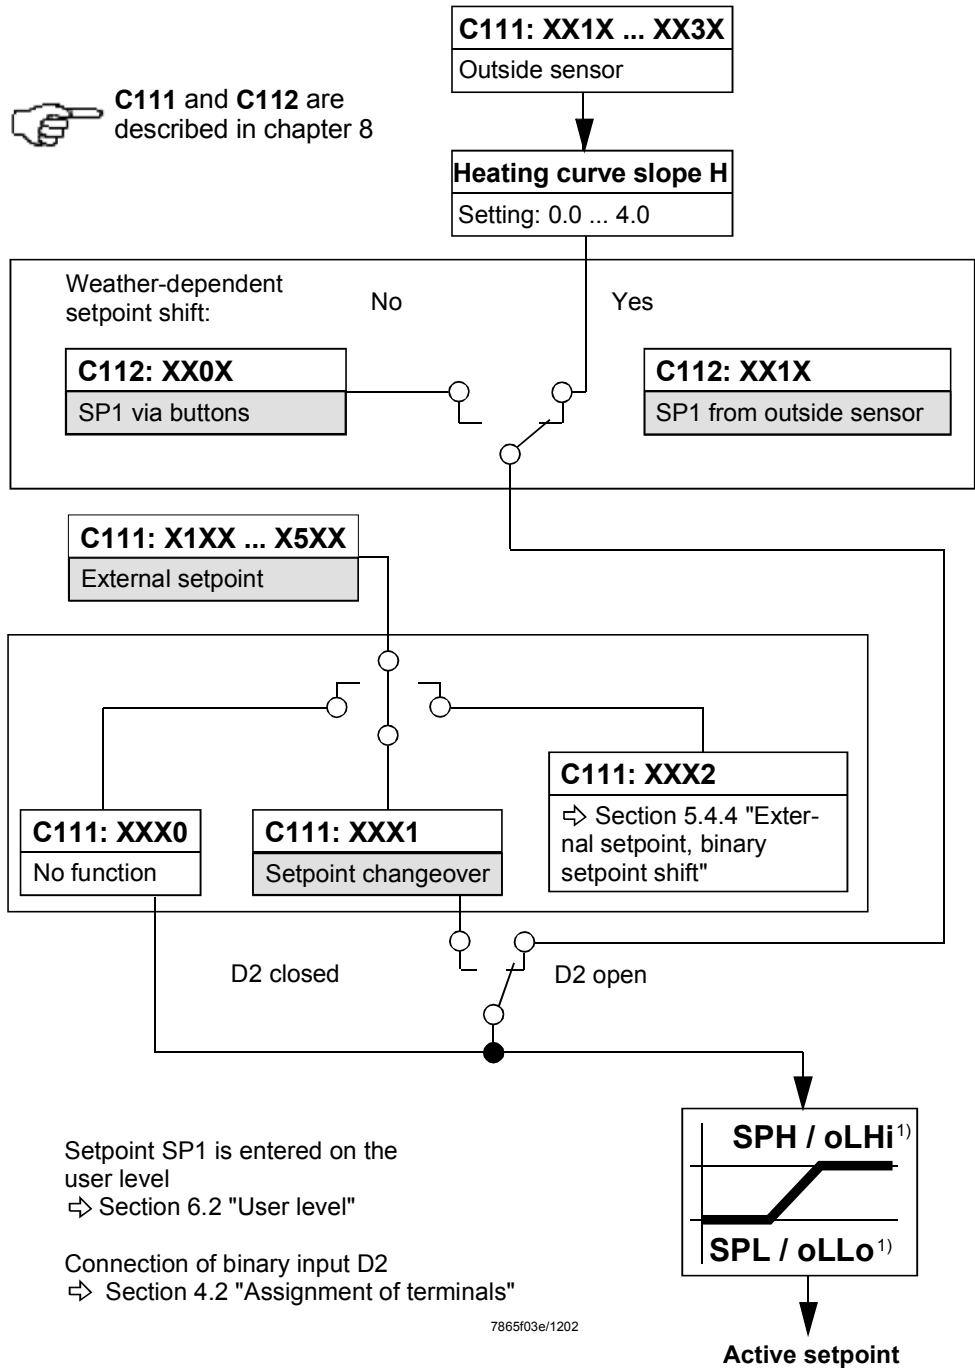 C111: XX1X ... XX3X
Outside sensor
C111 and C112 are
described in chapter 8
Heating curve slope H
Setting: 0.0 ... 4.0
Weather-dependent
setpoint shift:
No
Yes
C112: XX0X
SP1 via buttons
C112: XX1X
SP1 from outside sensor
C111: X1XX ... X5XX
External setpoint
C111: XXX0
No function
C111: XXX1
Setpoint changeover
C111: XXX2
⇨ Section 5.4.4 "Exter-
nal setpoint, binary
setpoint shift"
D2 closed
D2 open
SPH / oLHi 1)
SPL / oLLo 1)
Setpoint SP1 is entered on the
user level
⇨ Section 6.2 "User level"
Connection of binary input D2
⇨ Section 4.2 "Assignment of terminals"
7865f03e/1202
Active setpoint